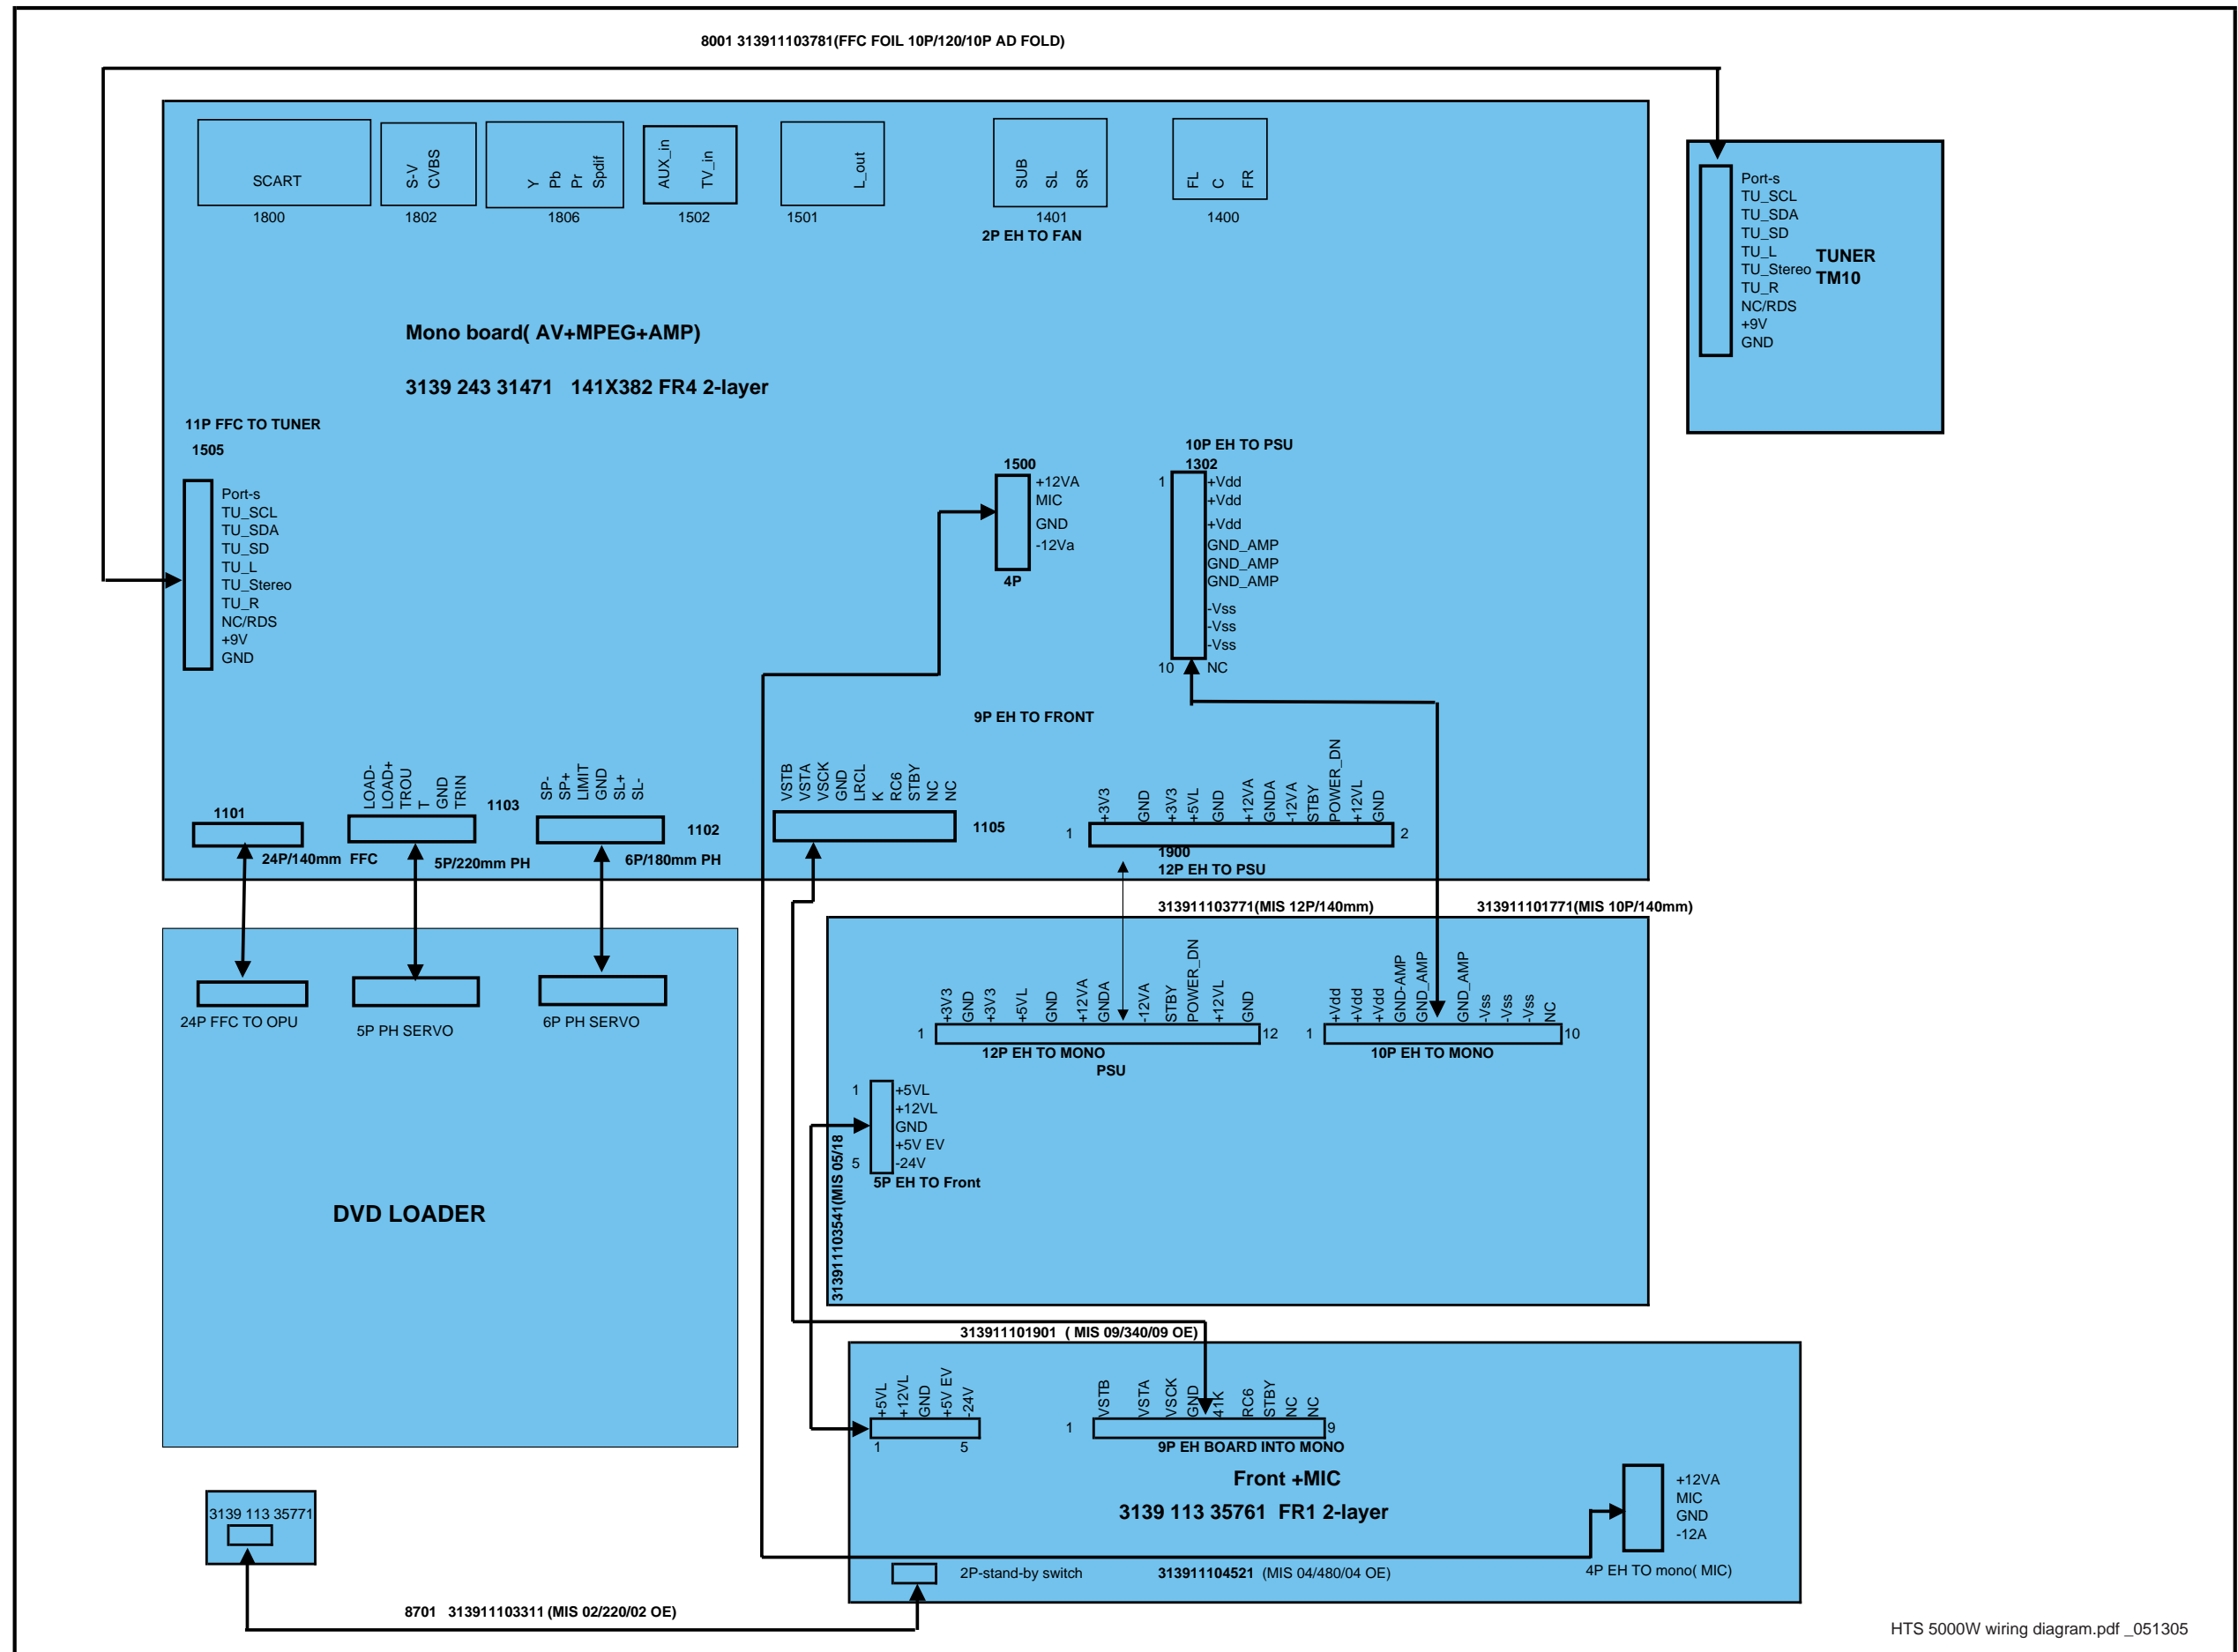 8001 313911103781(FFC FOIL 10P/120/10P AD FOLD)
SCART
1800
S-V
CVBS
1802
Y
Pb
Pr
Spdif
1806
AUX_in
TV_in
1502
L_out
1501
SUB
SL
SR
1401
2P EH TO FAN
FL
C
FR
1400
Port-s
TU_SCL
TU_SDA
TU_SD
TU_L
TU_Stereo
TU_R
NC/RDS
+9V
GND
TUNER
TM10
Mono board( AV+MPEG+AMP)
3139 243 31471 141X382 FR4 2-layer
11P FFC TO TUNER
1505
Port-s
TU_SCL
TU_SDA
TU_SD
TU_L
TU_Stereo
TU_R
NC/RDS
+9V
GND
1500
+12VA
MIC
GND
-12Va
4P
10P EH TO PSU
1302
1
+Vdd
+Vdd
+Vdd
GND_AMP
GND_AMP
GND_AMP
-Vss
-Vss
-Vss
10 NC
9P EH TO FRONT
1101
24P/140mm FFC
LOAD-
LOAD+
TROU
T
GND
TRIN
1103
5P/220mm PH
SP-
SP+
LIMIT
GND
SL+
SL-
1102
6P/180mm PH
VSTB
VSTA
VSCK
GND
LRCL
K
RC6
STBY
NC
NC
1105
+3V3
GND
+3V3
+5VL
GND
+12VA
GNDA
-12VA
STBY
POWER_DN
+12VL
GND
1
2
1900
12P EH TO PSU
313911103771(MIS 12P/140mm)
313911101771(MIS 10P/140mm)
24P FFC TO OPU
5P PH SERVO
6P PH SERVO
DVD LOADER
+3V3
GND
+3V3
+5VL
GND
+12VA
GNDA
-12VA
STBY
POWER_DN
+12VL
GND
1
12
12P EH TO MONO
PSU
+Vdd
+Vdd
+Vdd
GND-AMP
GND_AMP
GND_AMP
-Vss
-Vss
-Vss
NC
1
10
10P EH TO MONO
1
+5VL
+12VL
GND
+5V EV
5
-24V
5P EH TO Front
313911103541(MIS 05/18
313911101901 ( MIS 09/340/09 OE)
+5VL
+12VL
GND
+5V EV
-24V
1
5
VSTB
VSTA
VSCK
GND
41K
RC6
STBY
NC
NC
1
9
9P EH BOARD INTO MONO
Front +MIC
3139 113 35761 FR1 2-layer
+12VA
MIC
GND
-12A
4P EH TO mono( MIC)
2P-stand-by switch
313911104521 (MIS 04/480/04 OE)
3139 113 35771
8701 313911103311 (MIS 02/220/02 OE)
HTS 5000W wiring diagram.pdf _051305